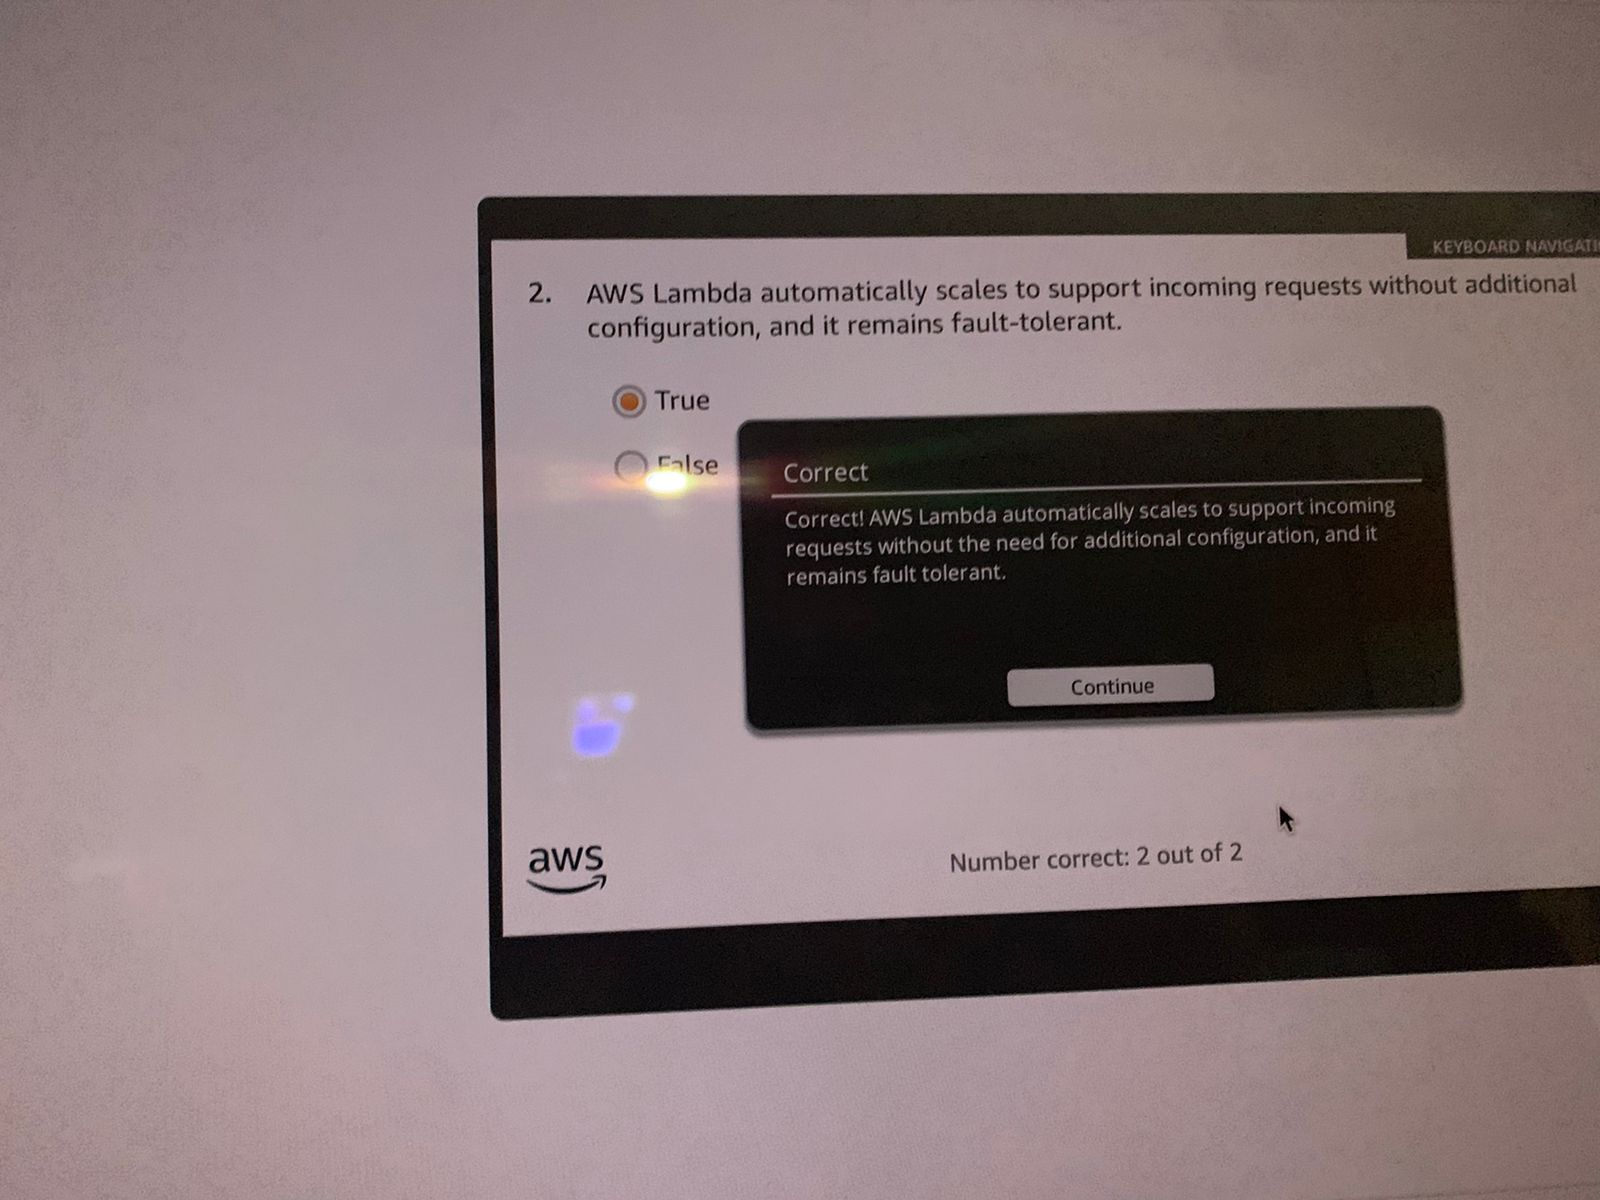 KEYBOARD NAVIGATI
2. AWS Lambda automatically scales to support incoming requests without additional
configuration, and it remains fault-tolerant.
True
False
Correct
Correct! AWS Lambda automatically scales to support incoming
requests without the need for additional configuration, and it
remains fault tolerant.
Continue
aws
Number correct: 2 out of 2